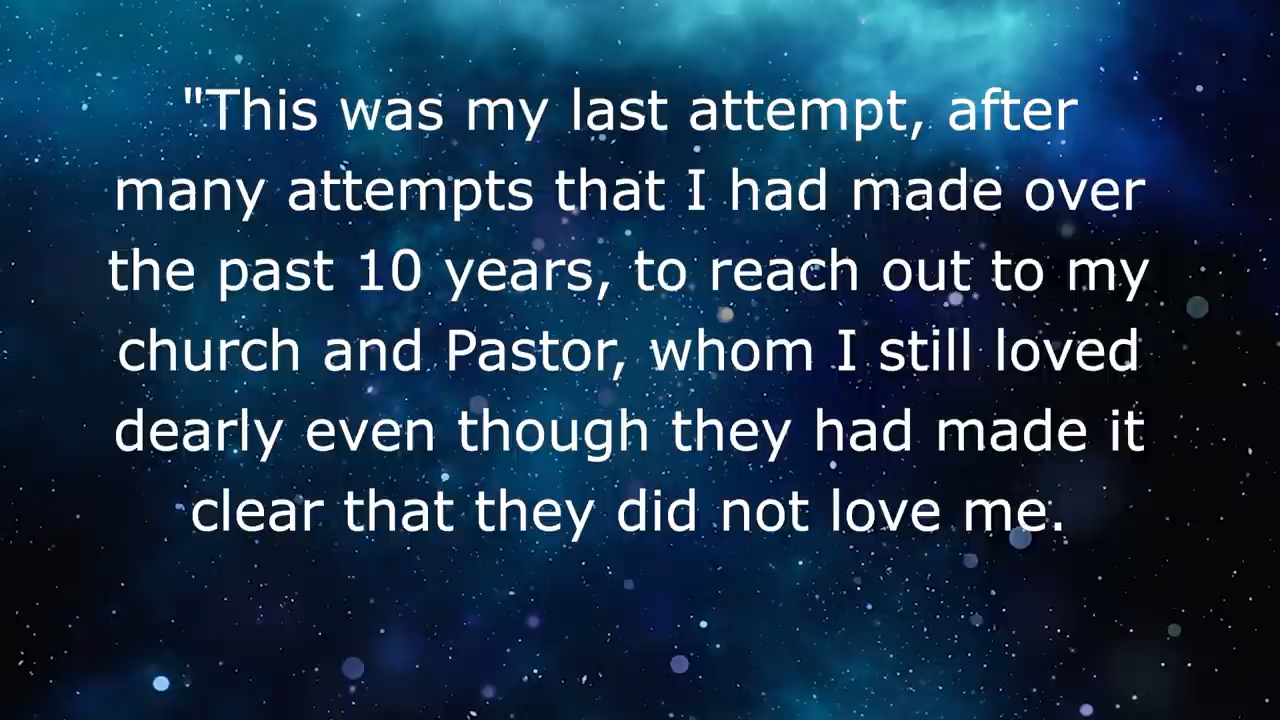 "This was my last attempt, after
many attempts that I had made over
the past 10 years, to reach out to my
church and Pastor, whom I still loved
dearly even though they had made it
clear that they did not love me.